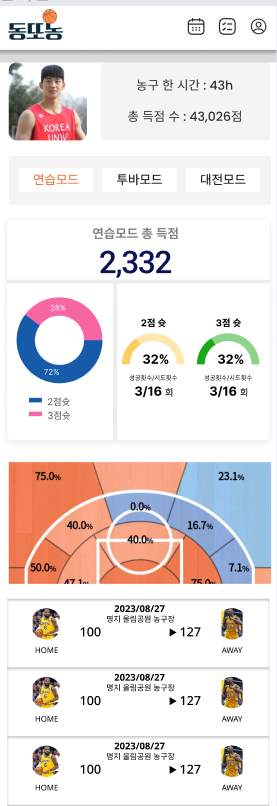 동또농
농구 한 시간 : 43h
총 득점 수 : 43,026점
KOREA
UNIV
연습모드 투바모드 대전모드
연습모드 총 득점
2,332
28%
72%
2점슛
3점슛
2점 슛
32%
성공횟수/시도횟수
3/16 회
3점 슛
32%
성공횟수/시도횟수
3/16 회
75.0% 23.1%
0.0%
40.0% 16.7%
40.0%
50.0% 7.1%
47.1% 75.0%
2023/08/27
명지 올림공원 농구장
100 ▶ 127
HOME AWAY
2023/08/27
명지 올림공원 농구장
100 ▶ 127
HOME AWAY
2023/08/27
명지 올림공원 농구장
100 ▶ 127
HOME AWAY